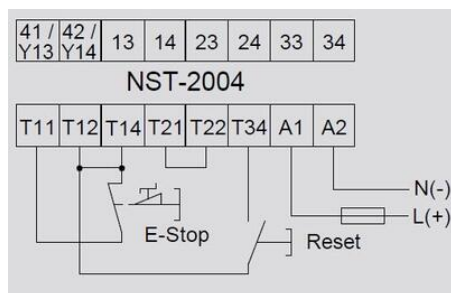 41 / Y13 42 / Y14 13 14 23 24 33 34
NST-2004
T11 T12 T14 T21 T22 T34 A1 A2
N(-)
L(+)
E-Stop
Reset